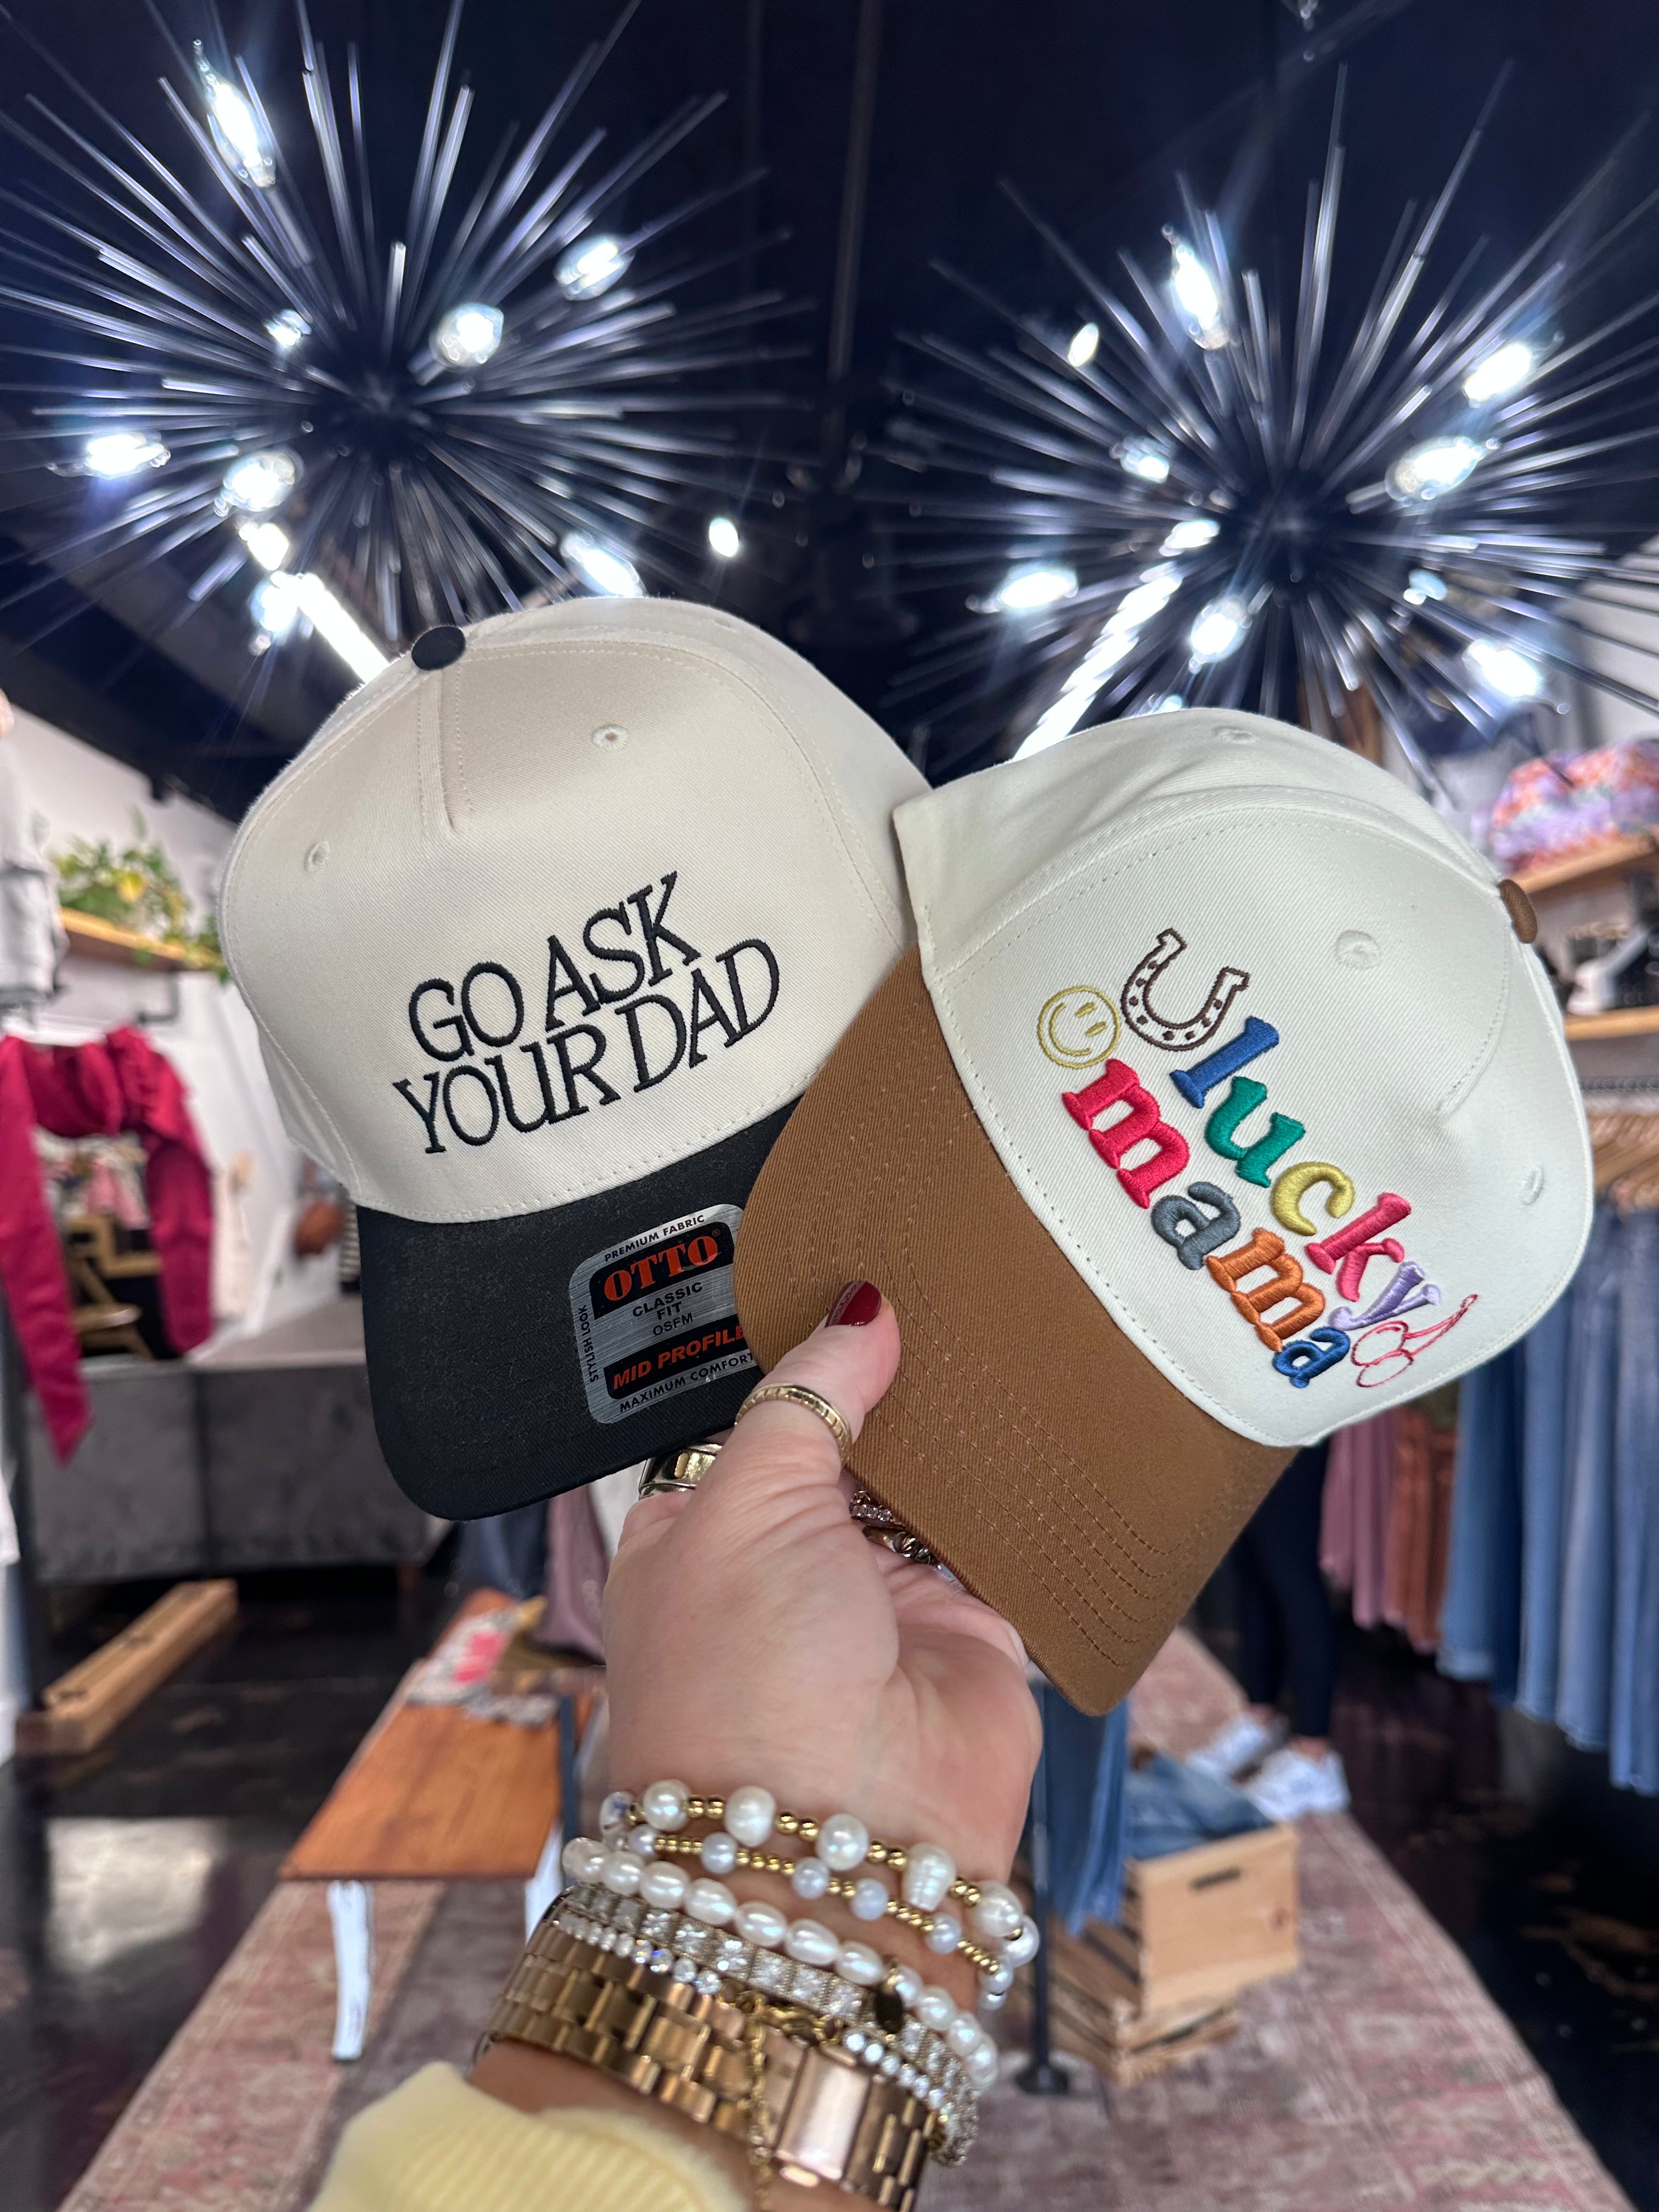 GO ASK
YOUR DAD
PREMIUM FABRIC
OTTO®
CLASSIC
FIT
OSFM
MID PROFILE
MAXIMUM COMFORT
STYLISH LOOK
lucky
mama